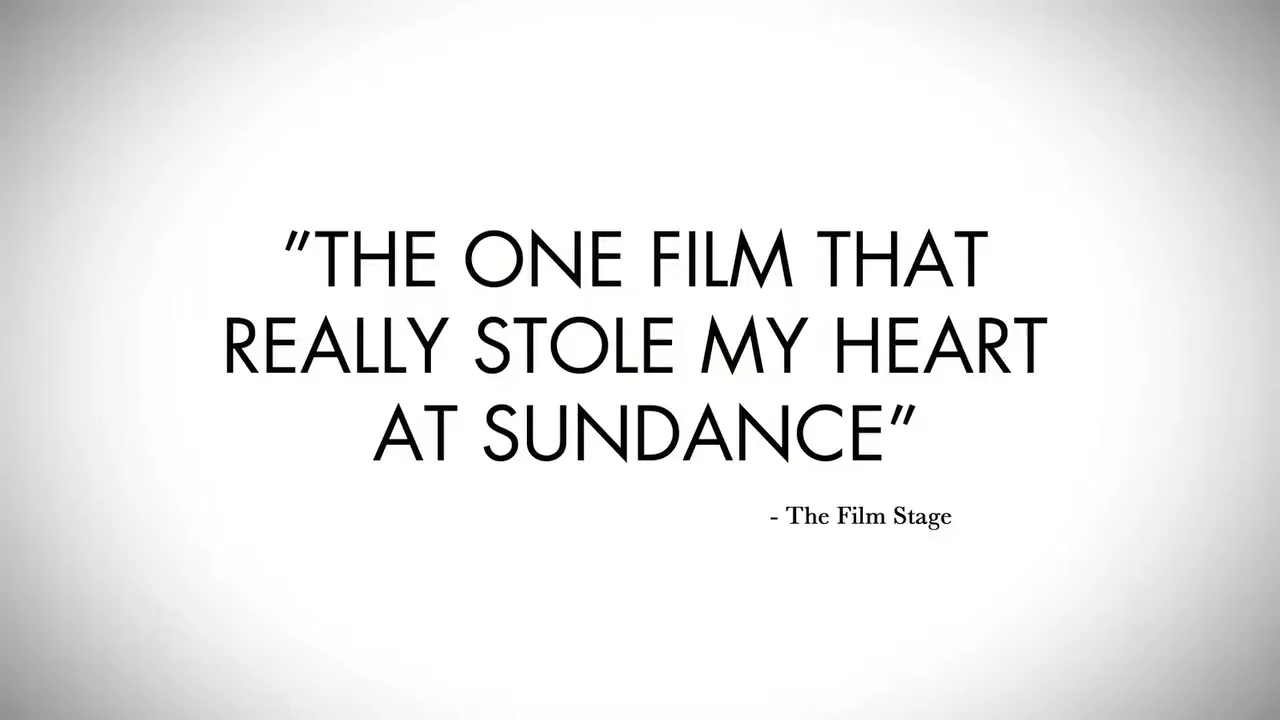 "THE ONE FILM THAT
REALLY STOLE MY HEART
AT SUNDANCE"
- The Film Stage